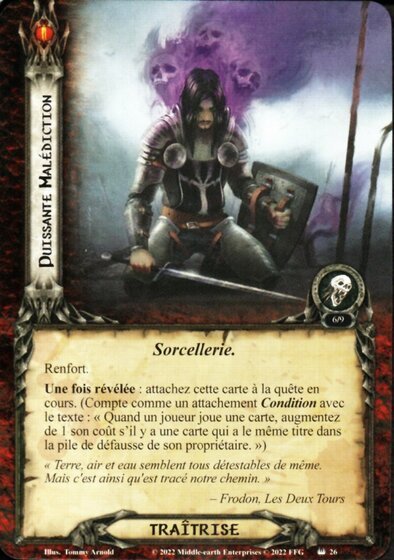 Puissante Malédiction
6/9
Sorcellerie.
Renfort.
Une fois révélée : attachez cette carte à la quête en
cours. (Compte comme un attachement Condition avec
le texte : « Quand un joueur joue une carte, augmentez
de 1 son coût s'il y a une carte qui a le même titre dans
la pile de défausse de son propriétaire. »)
« Terre, air et eau semblent tous détestables de même.
Mais c'est ainsi qu'est tracé notre chemin. »
– Frodon, Les Deux Tours
TRAÎTRISE
Illus. Tommy Arnold © 2022 Middle-earth Enterprises © 2022 FFG 26